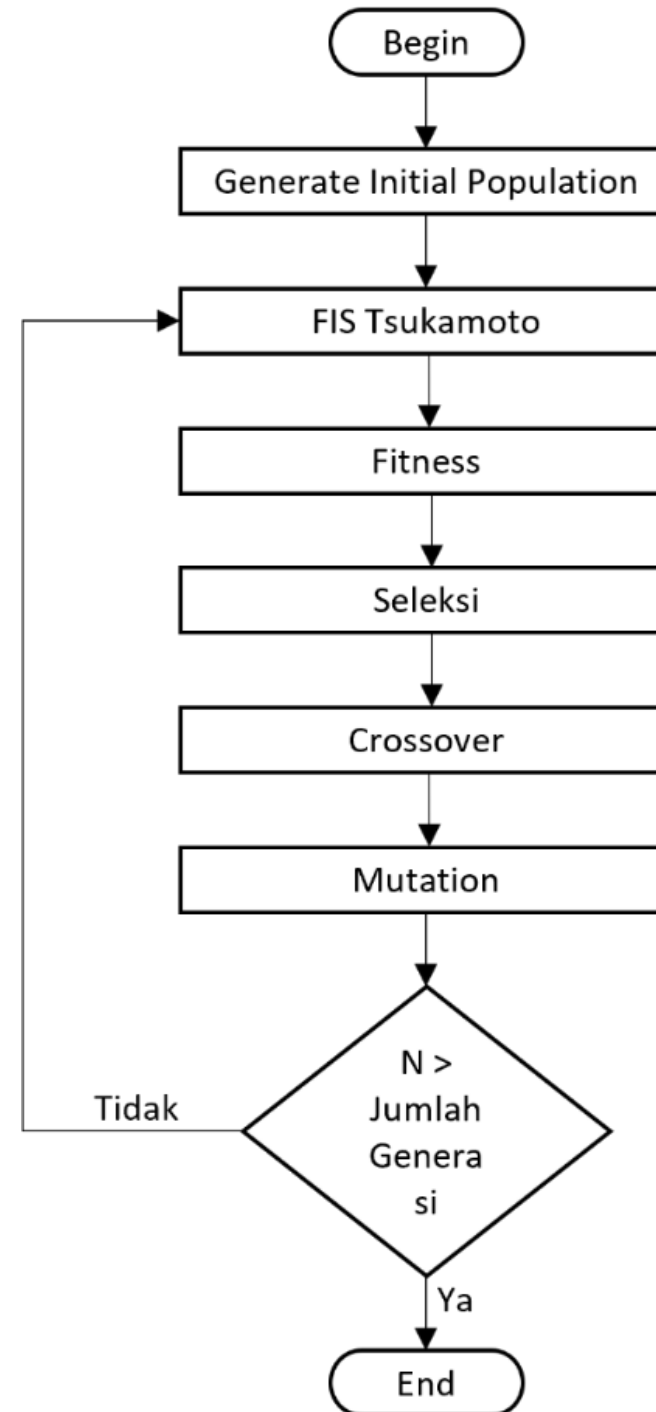 Begin
Generate Initial Population
FIS Tsukamoto
Fitness
Seleksi
Crossover
Mutation
N >
Jumlah
Genera
si
Tidak
Ya
End